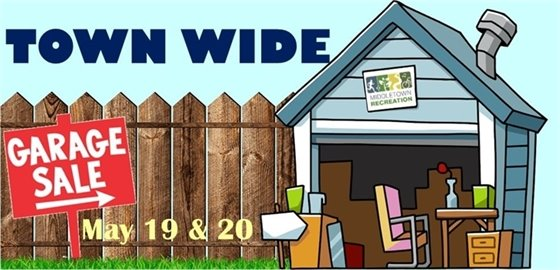 TOWN WIDE
MIDDLETOWN
RECREATION
GARAGE
SALE
May 19 & 20